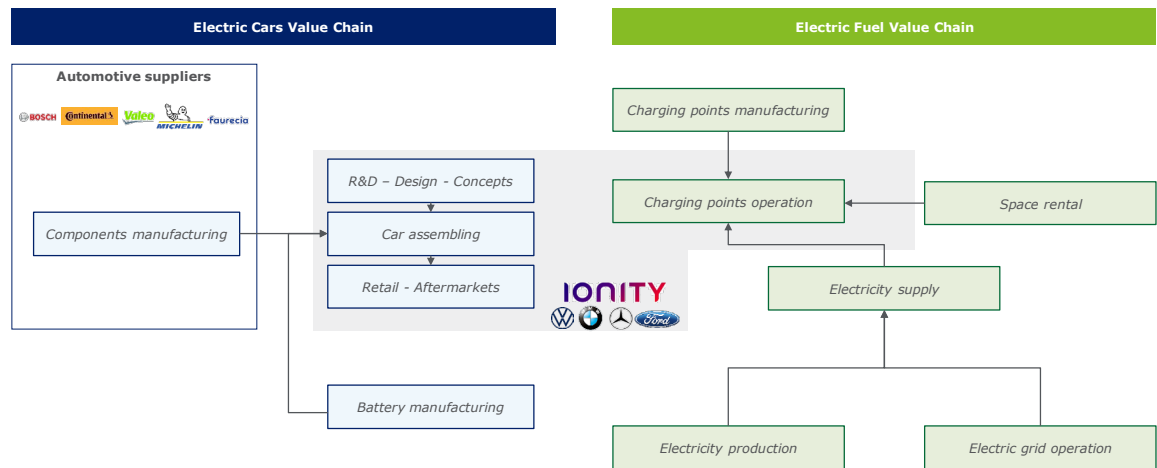 Electric Cars Value Chain
Electric Fuel Value Chain
Automotive suppliers
BOSCH
Continental
Valeo
MICHELIN
faurecia
Charging points manufacturing
R&D – Design - Concepts
Charging points operation
Space rental
Components manufacturing
Car assembling
Retail - Aftermarkets
IONITY
Ford
Electricity supply
Battery manufacturing
Electricity production
Electric grid operation